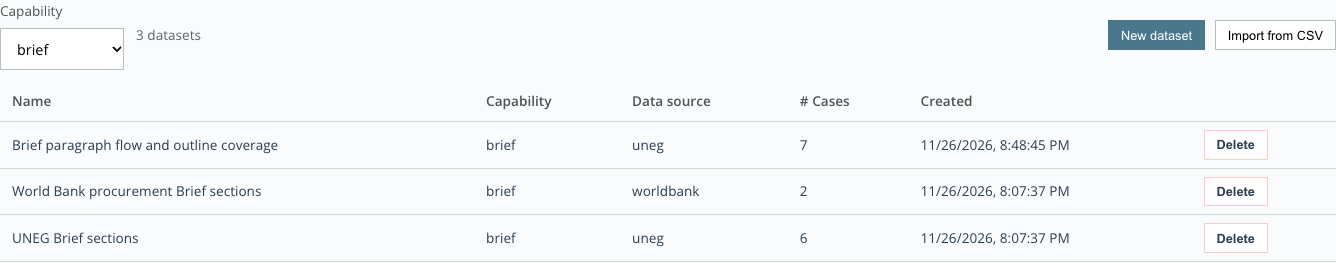 Capability
brief
3 datasets
New dataset
Import from CSV
Name Capability Data source # Cases Created
Brief paragraph flow and outline coverage brief uneg 7 11/26/2026, 8:48:45 PM Delete
World Bank procurement Brief sections brief worldbank 2 11/26/2026, 8:07:37 PM Delete
UNEG Brief sections brief uneg 6 11/26/2026, 8:07:37 PM Delete